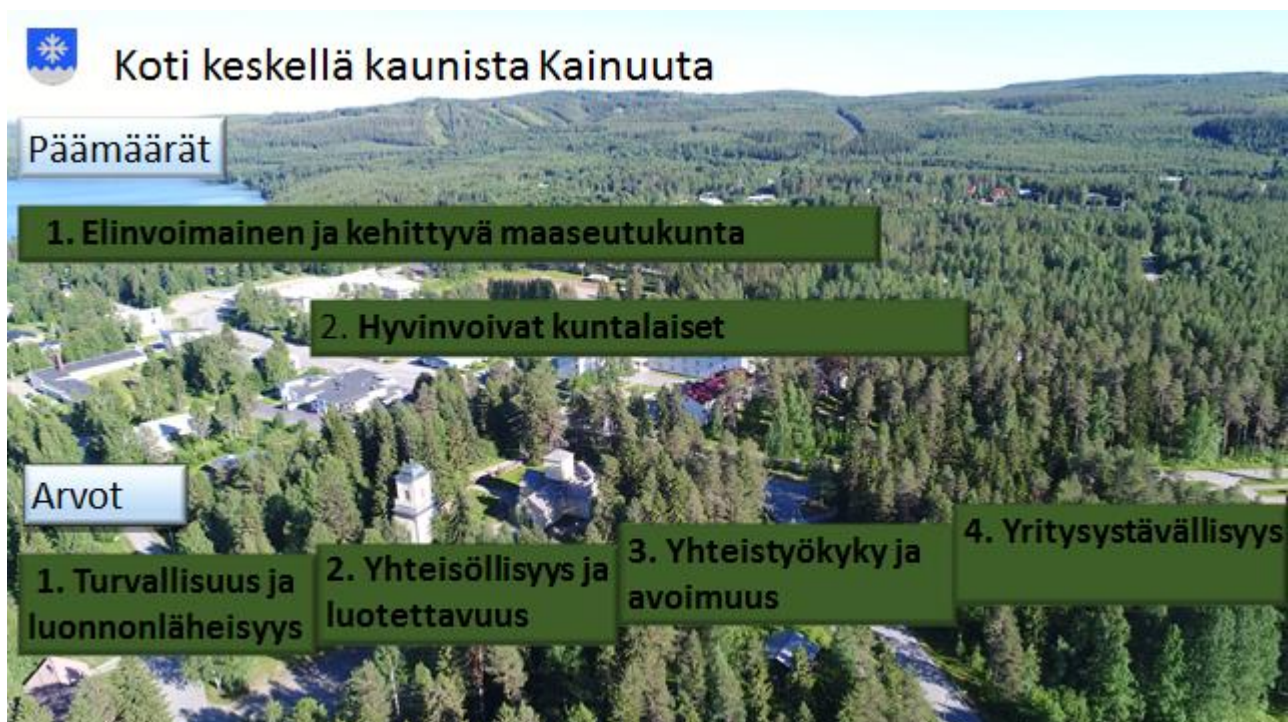 Koti keskellä kaunista Kainuuta
Päämäärät
1. Elinvoimainen ja kehittyvä maaseutukunta
2. Hyvinvoivat kuntalaiset
Arvot
1. Turvallisuus ja
luonnonläheisyys
2. Yhteisöllisyys ja
luotettavuus
3. Yhteistyökyky ja
avoimuus
4. Yritysystävällisyys